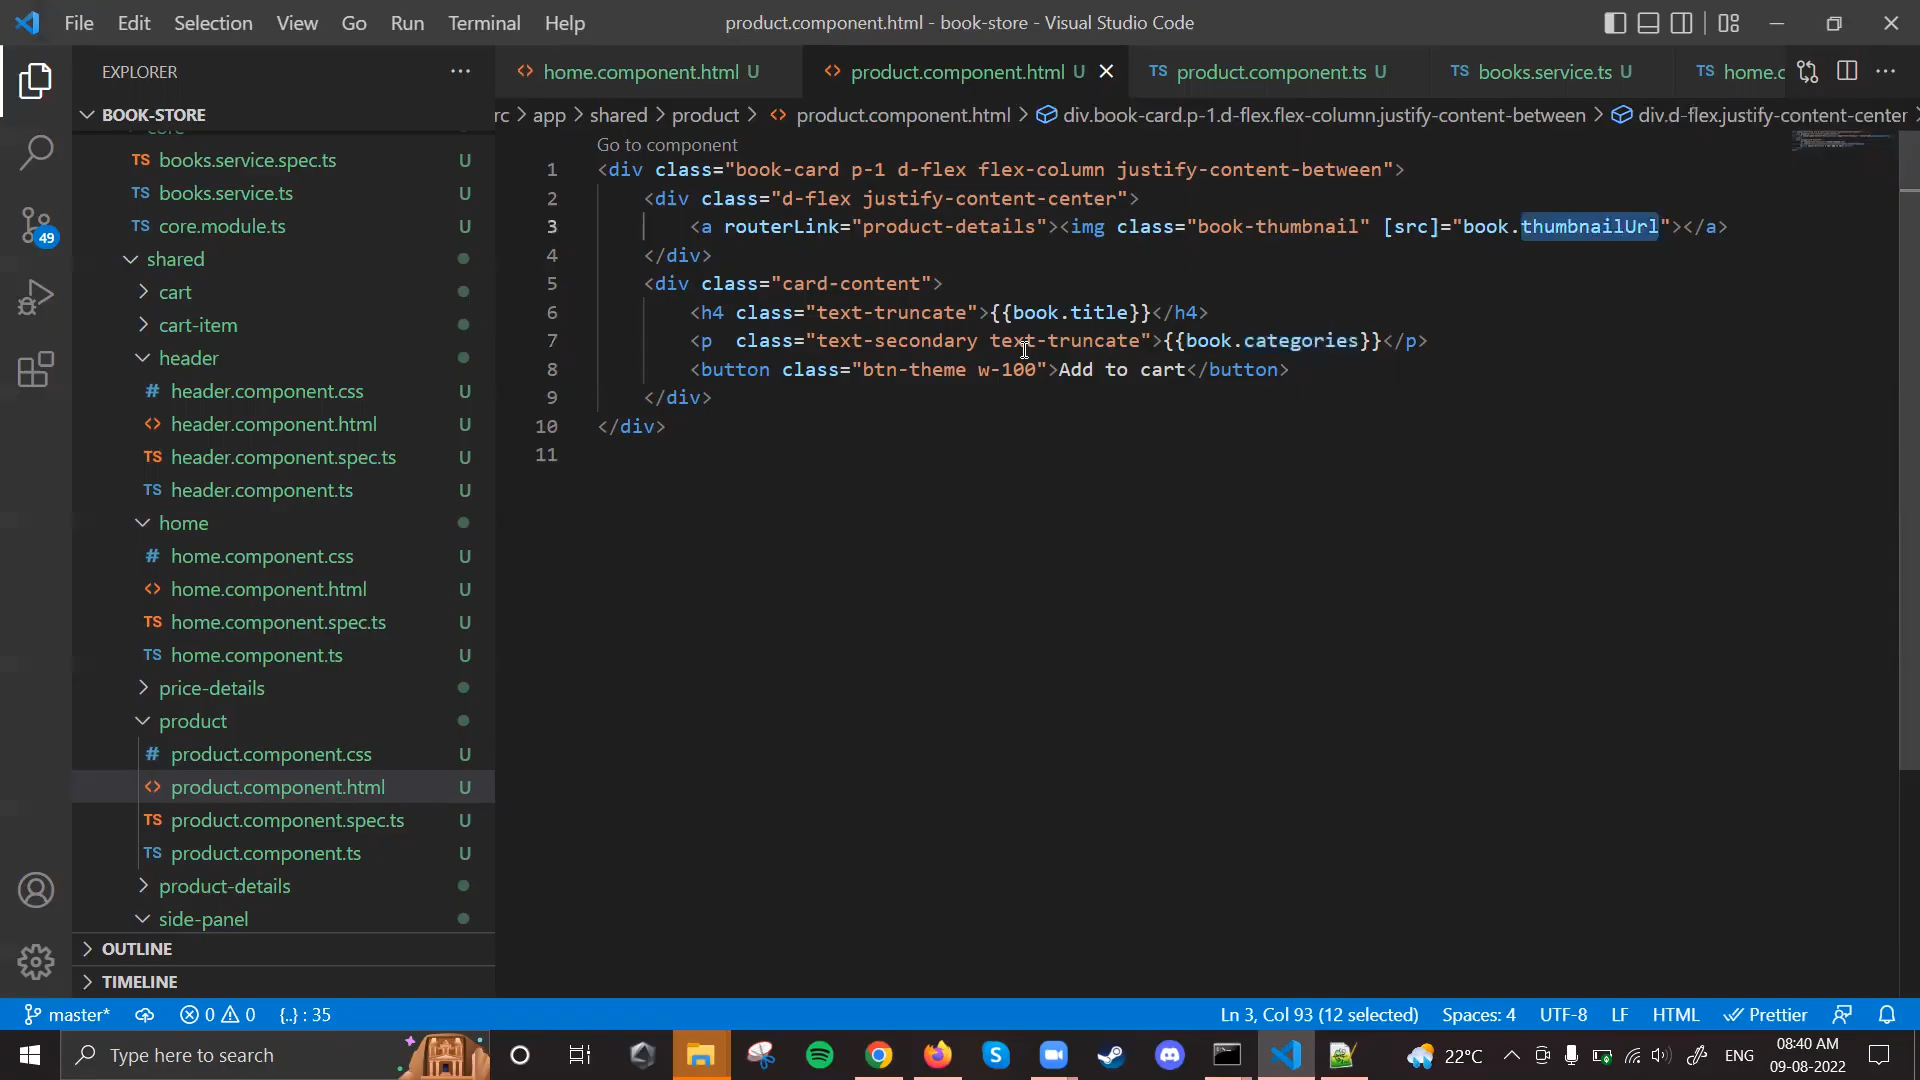 File Edit Selection View Go Run Terminal Help
product.component.html - book-store - Visual Studio Code
EXPLORER
BOOK-STORE
core
books.service.spec.ts U
books.service.ts U
core.module.ts U
shared
cart
cart-item
header
header.component.css U
header.component.html U
header.component.spec.ts U
header.component.ts U
home
home.component.css U
home.component.html U
home.component.spec.ts U
home.component.ts U
price-details
product
product.component.css U
product.component.html U
product.component.spec.ts U
product.component.ts U
product-details
side-panel
OUTLINE
TIMELINE
49
home.component.html U
product.component.html U
TS product.component.ts U
TS books.service.ts U
TS home.c
rc > app > shared > product > product.component.html > div.book-card.p-1.d-flex.flex-column.justify-content-between > div.d-flex.justify-content-center >
Go to component
1 <div class="book-card p-1 d-flex flex-column justify-content-between">
2 <div class="d-flex justify-content-center">
3 <a routerLink="product-details"><img class="book-thumbnail" [src]="book.thumbnailUrl"></a>
4 </div>
5 <div class="card-content">
6 <h4 class="text-truncate">{{book.title}}</h4>
7 <p  class="text-secondary text-truncate">{{book.categories}}</p>
8 <button class="btn-theme w-100">Add to cart</button>
9 </div>
10 </div>
11
master* 0 0 {..} : 35
Ln 3, Col 93 (12 selected) Spaces: 4 UTF-8 LF HTML Prettier
Type here to search
22°C ENG
08:40 AM
09-08-2022